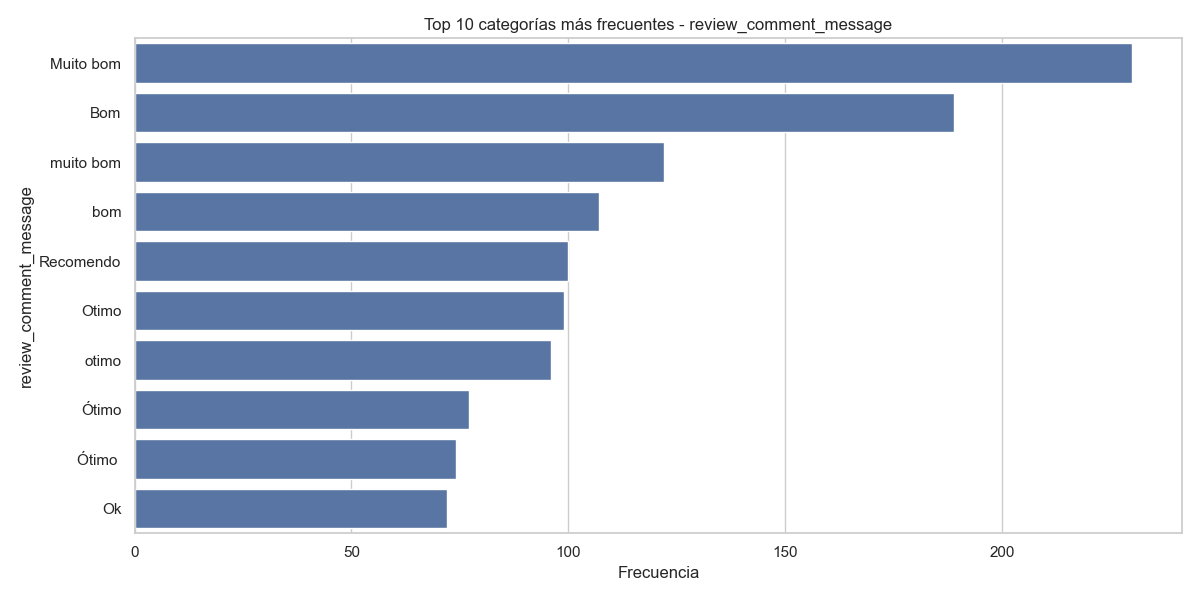 Top 10 categorías más frecuentes - review_comment_message
review_comment_message
Muito bom
Bom
muito bom
bom
Recomendo
Otimo
otimo
Ótimo
Ótimo
Ok
0 50 100 150 200
Frecuencia